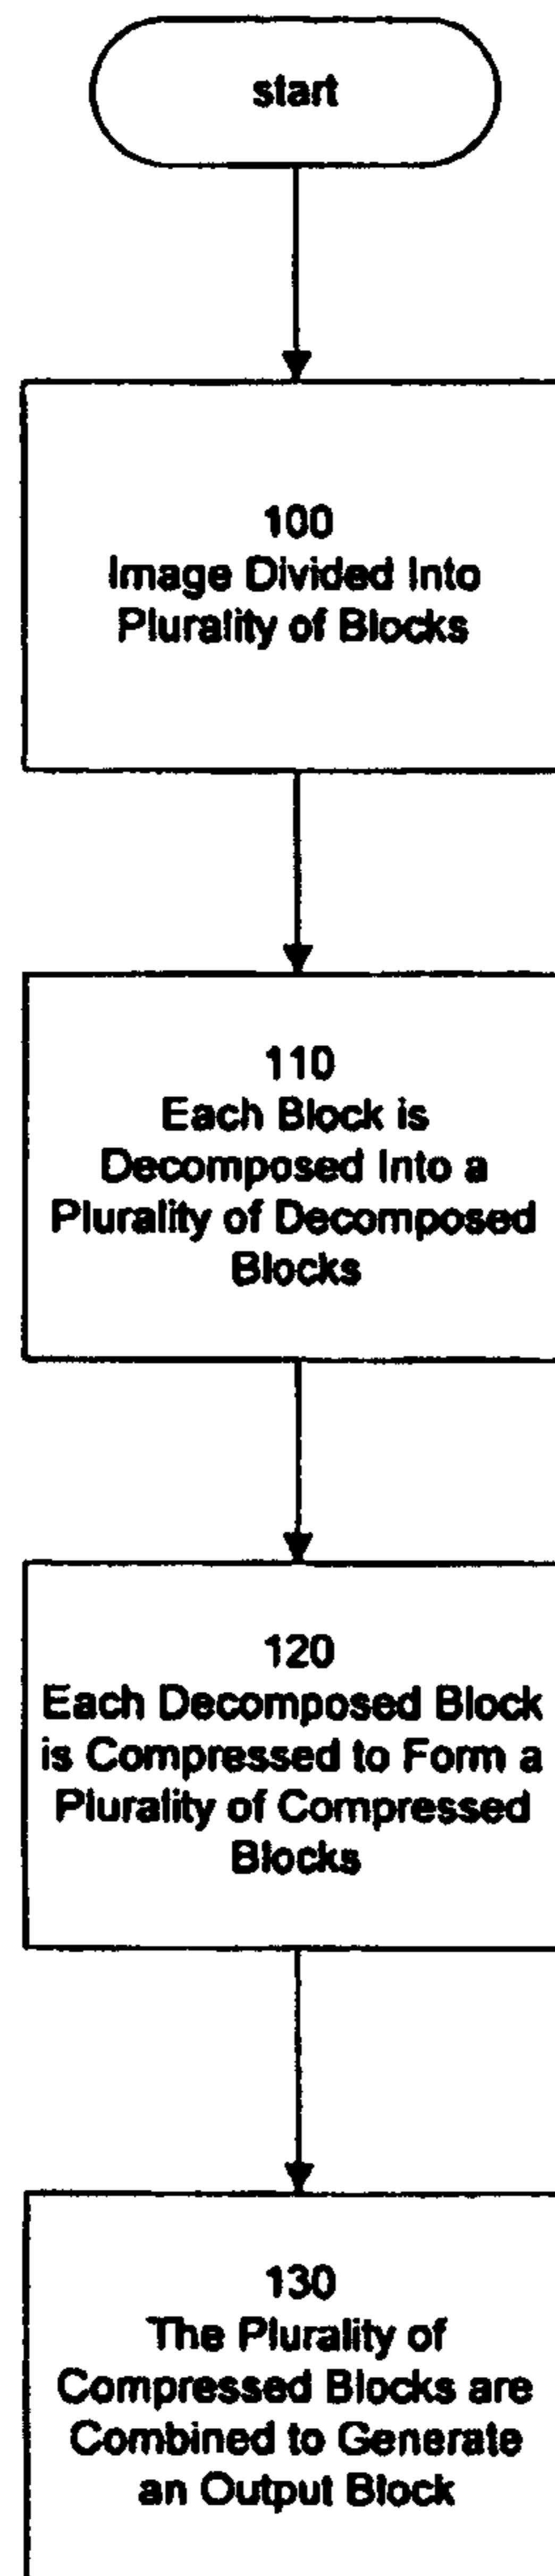 start
100
Image Divided Into
Plurality of Blocks
110
Each Block is
Decomposed Into a
Plurality of Decomposed
Blocks
120
Each Decomposed Block
is Compressed to Form a
Plurality of Compressed
Blocks
130
The Plurality of
Compressed Blocks are
Combined to Generate
an Output Block